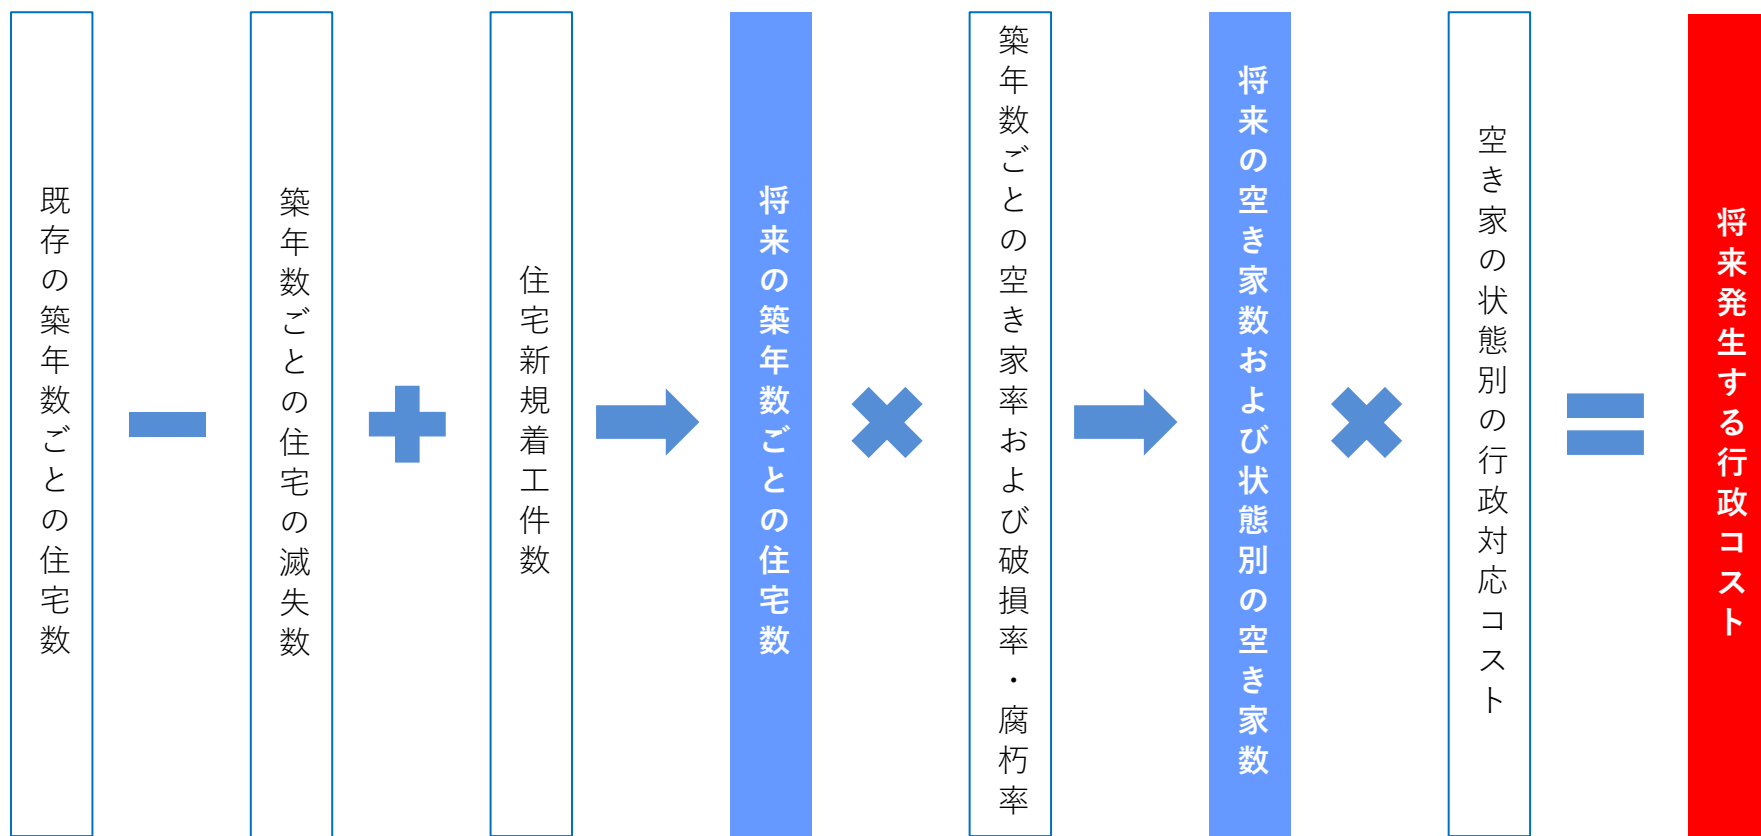 既存の築年数ごとの住宅数
築年数ごとの住宅の滅失数
住宅新規着工件数
将来の築年数ごとの住宅数
築年数ごとの空き家率および破損率・腐朽率
将来の空き家数および状態別の空き家数
空き家の状態別の行政対応コスト
将来発生する行政コスト